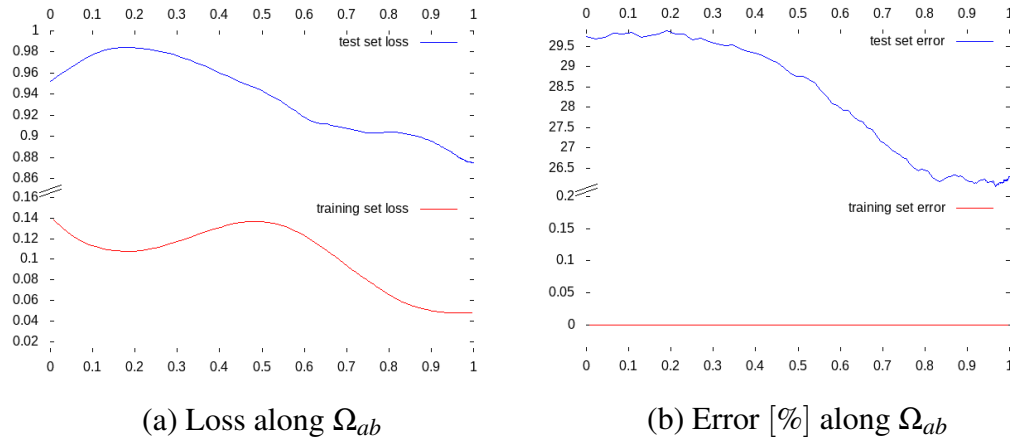 0 0.1 0.2 0.3 0.4 0.5 0.6 0.7 0.8 0.9 1
1
test set loss
0.98
0.96
0.94
0.92
0.9
0.88
0.86
0.16
training set loss
0.14
0.12
0.1
0.08
0.06
0.04
0.02
0 0.1 0.2 0.3 0.4 0.5 0.6 0.7 0.8 0.9 1
(a) Loss along Ω_ab
0 0.1 0.2 0.3 0.4 0.5 0.6 0.7 0.8 0.9 1
test set error
29.5
29
28.5
28
27.5
27
26.5
0.2
training set error
0.15
0.1
0.05
0
0 0.1 0.2 0.3 0.4 0.5 0.6 0.7 0.8 0.9 1
(b) Error [%] along Ω_ab